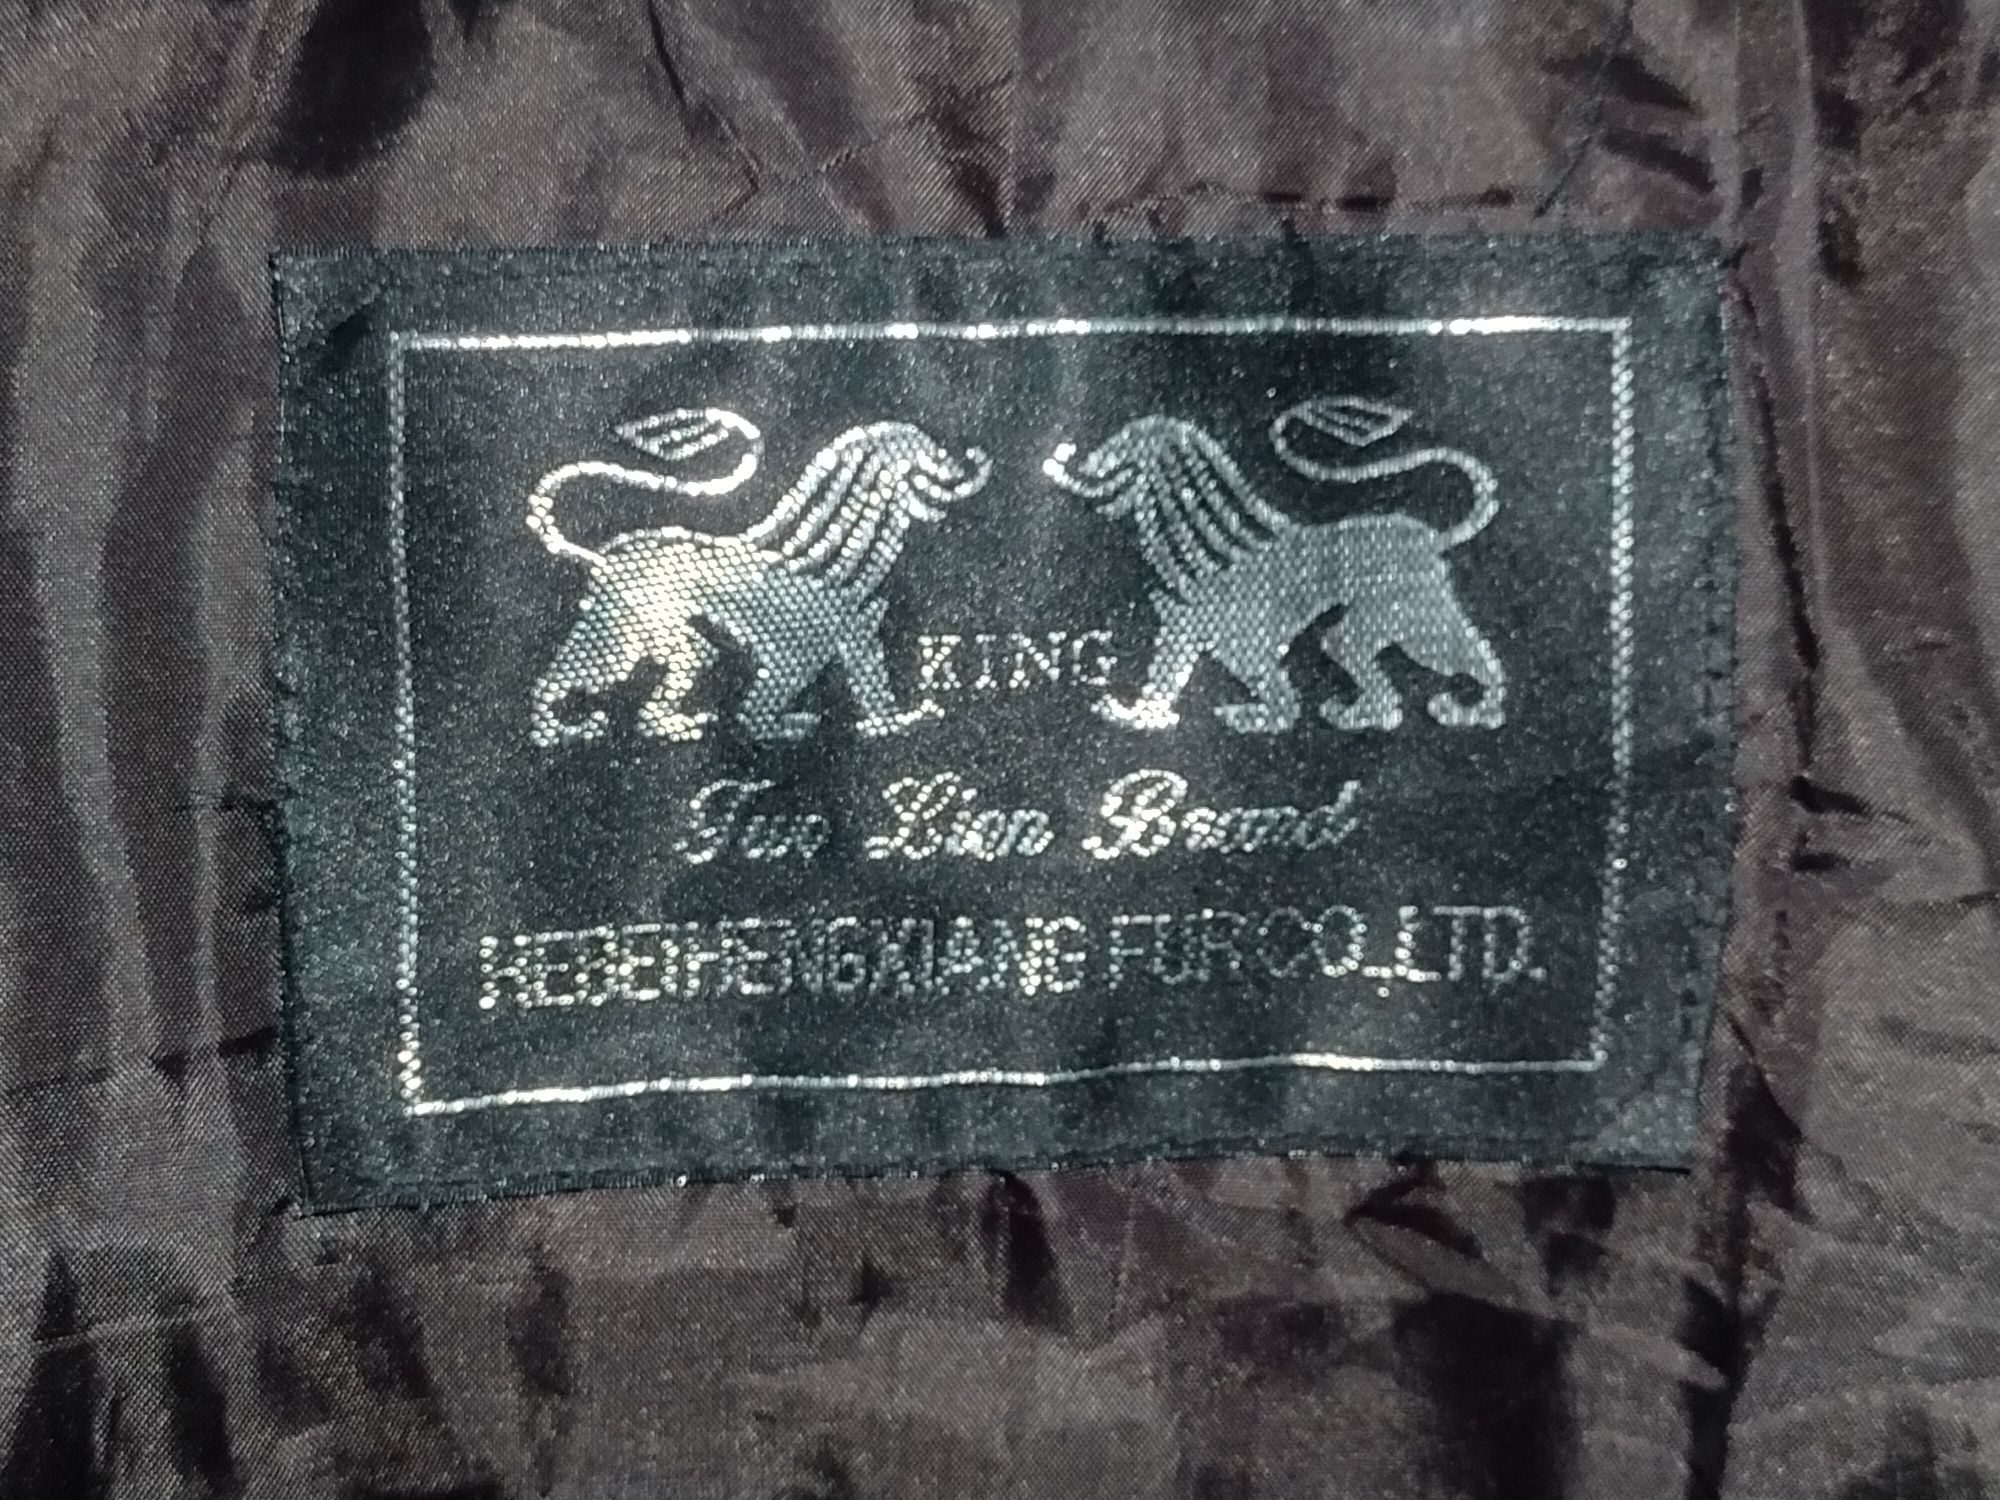 KING
Two Lion Brand
HEBEIHENGXIANG FUR CO.,LTD.